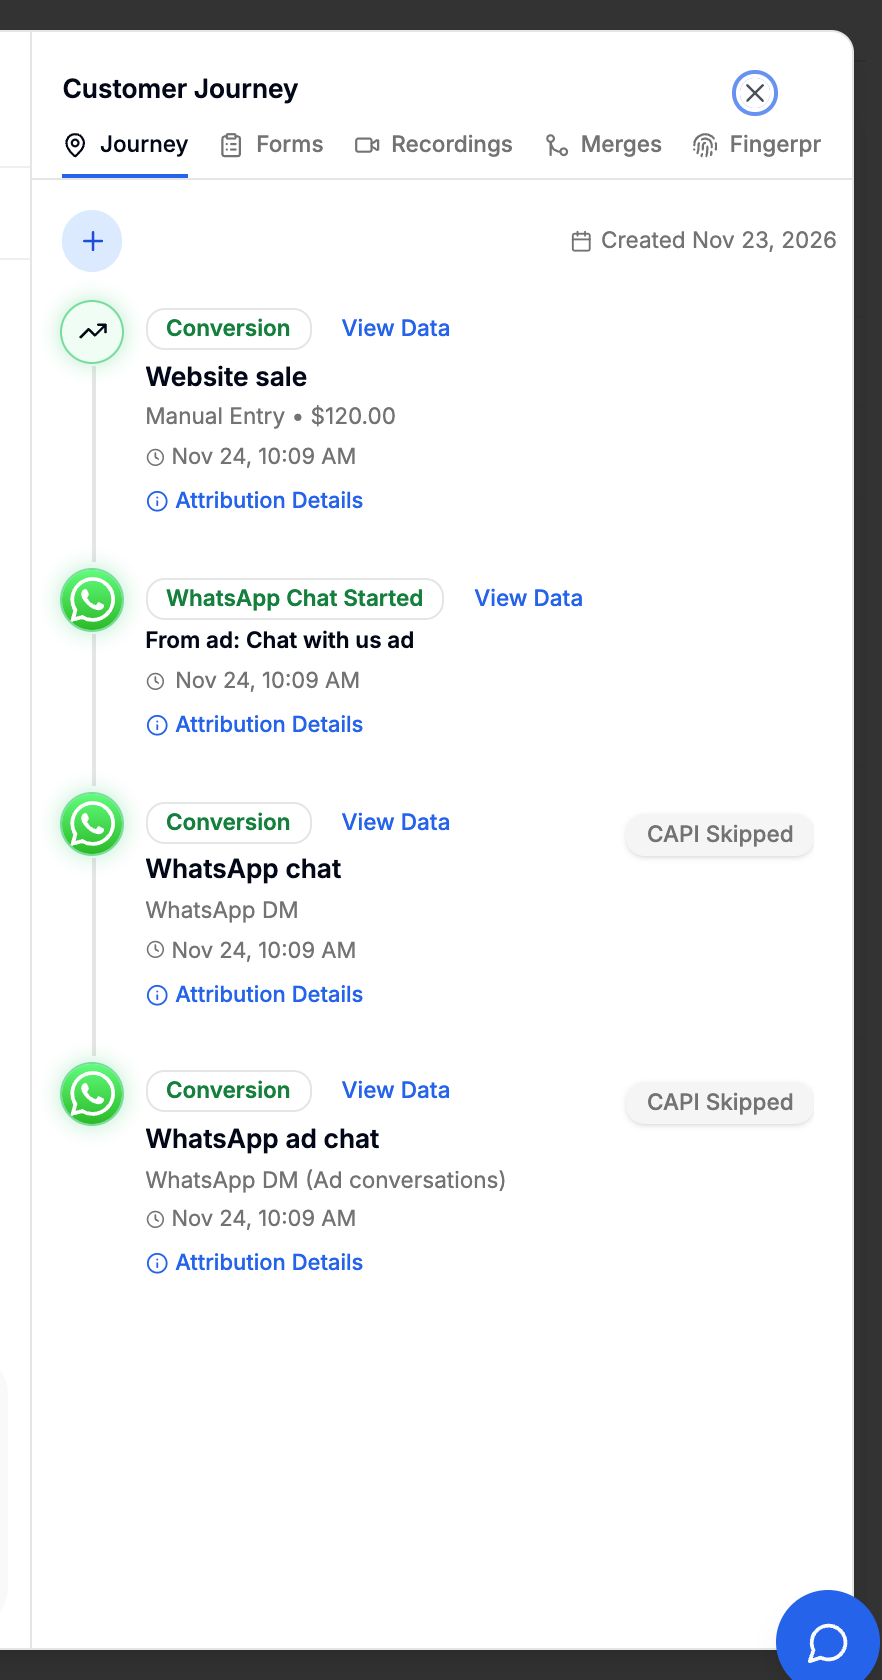 Customer Journey
Journey
Forms
Recordings
Merges
Fingerpr
Created Nov 23, 2026
Conversion
View Data
Website sale
Manual Entry • $120.00
Nov 24, 10:09 AM
Attribution Details
WhatsApp Chat Started
View Data
From ad: Chat with us ad
Nov 24, 10:09 AM
Attribution Details
Conversion
View Data
CAPI Skipped
WhatsApp chat
WhatsApp DM
Nov 24, 10:09 AM
Attribution Details
Conversion
View Data
CAPI Skipped
WhatsApp ad chat
WhatsApp DM (Ad conversations)
Nov 24, 10:09 AM
Attribution Details